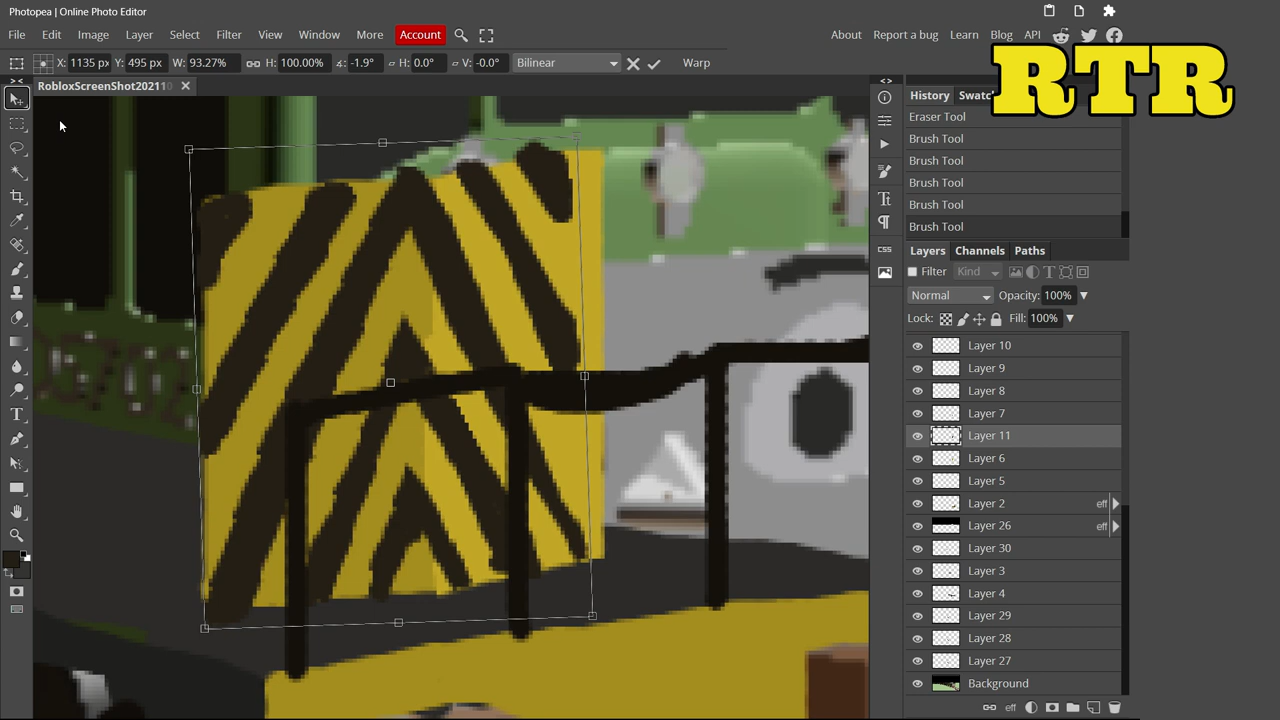 Photopea | Online Photo Editor
File Edit Image Layer Select Filter View Window More Account About Report a bug Learn Blog API
X: 1135 px Y: 495 px W: 93.27% H: 100.00% ∡: -1.9° H: 0.0° V: -0.0° Bilinear Warp
RTR
RobloxScreenShot202110
History Swatc
Eraser Tool
Brush Tool
Brush Tool
Brush Tool
Brush Tool
Brush Tool
Layers Channels Paths
Filter Kind
Normal Opacity: 100%
Lock: Fill: 100%
Layer 10
Layer 9
Layer 8
Layer 7
Layer 11
Layer 6
Layer 5
Layer 2 eff
Layer 26 eff
Layer 30
Layer 3
Layer 4
Layer 29
Layer 28
Layer 27
Background
eff
CSS